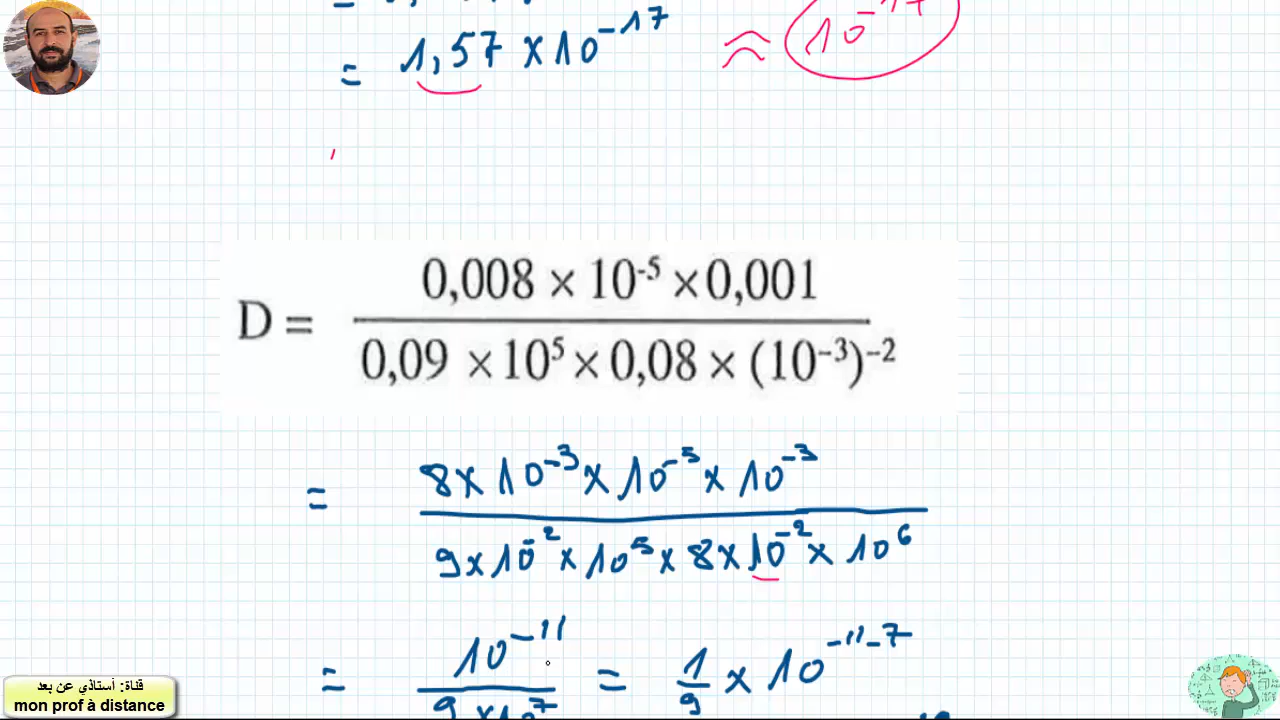 = 1,57 × 10⁻¹⁷ ≈ 10⁻¹⁷
D = (0,008 × 10⁻⁵ × 0,001) / (0,09 × 10⁵ × 0,08 × (10⁻³)⁻²)
= (8 × 10⁻³ × 10⁻⁵ × 10⁻³) / (9 × 10⁻² × 10⁵ × 8 × 10⁻² × 10⁶)
= 10⁻¹¹ / (9 × 10⁷) = 1/9 × 10⁻¹¹⁻⁷
قناة: أستاذي عن بعد
mon prof à distance